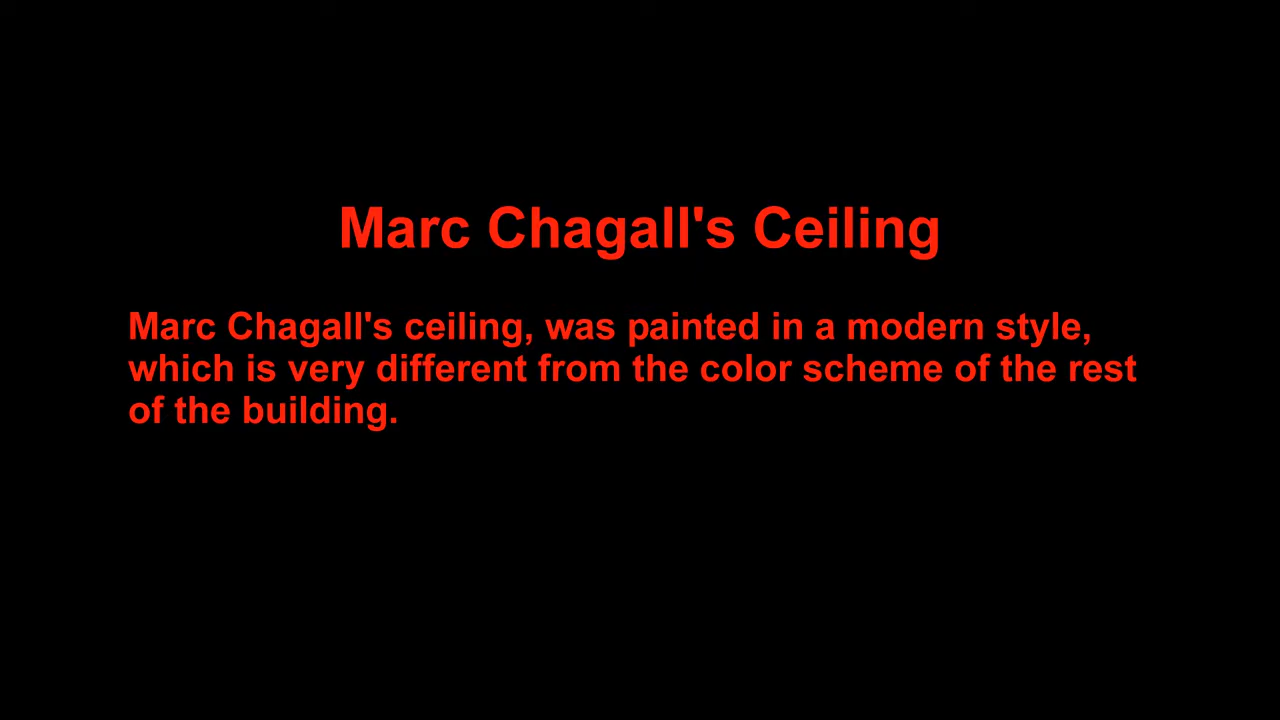 Marc Chagall's Ceiling
Marc Chagall's ceiling, was painted in a modern style,
which is very different from the color scheme of the rest
of the building.